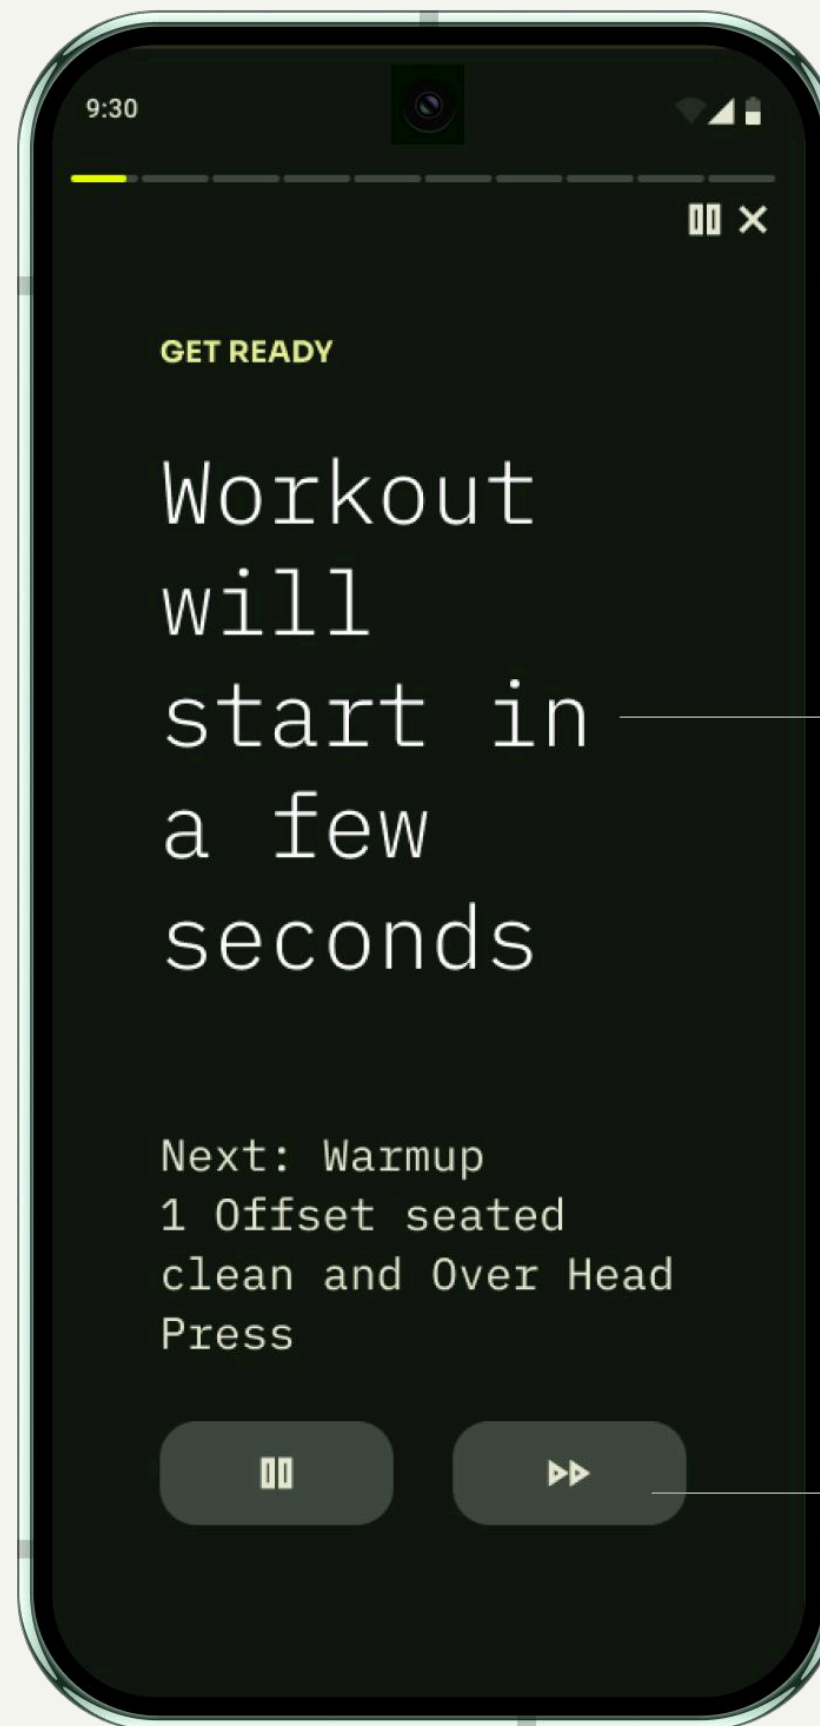 9:30
GET READY
Workout
will
start in
a few
seconds
Next: Warmup
1 Offset seated
clean and Over Head
Press